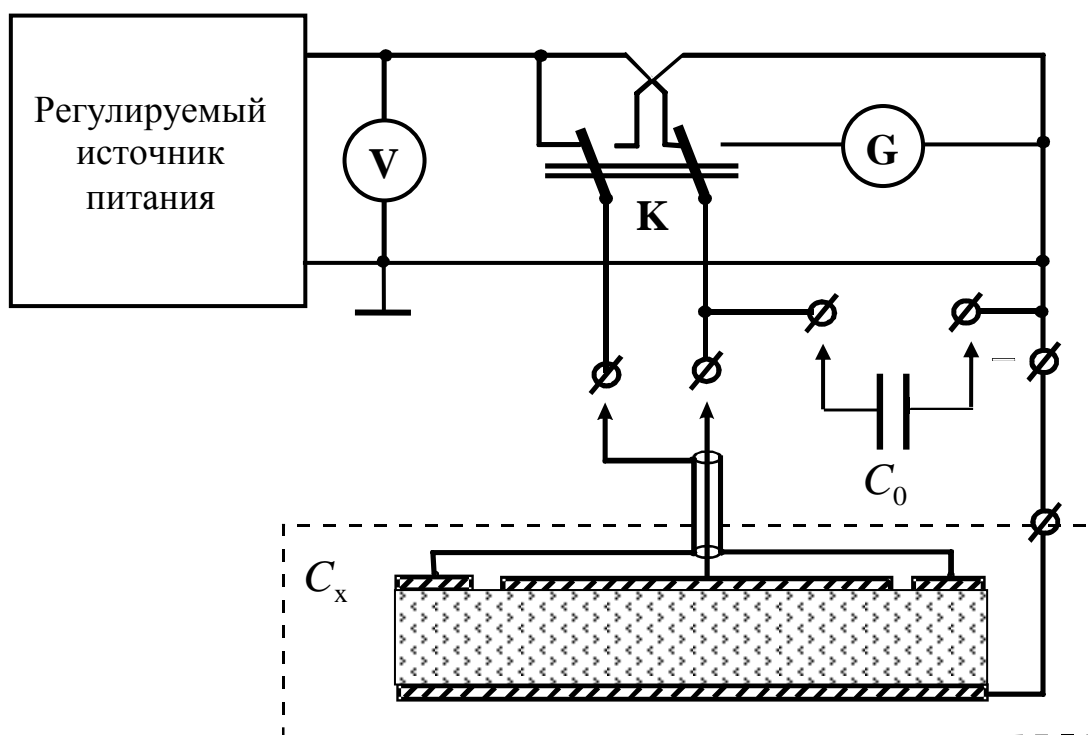 Регулируемый
источник
питания
V
G
K
C₀
Cₓ